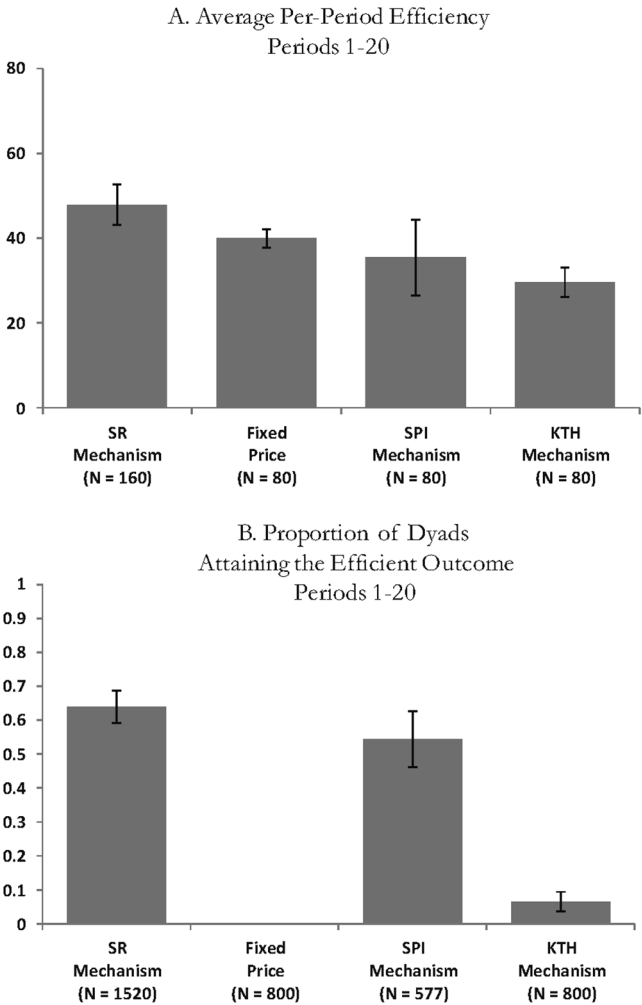 A. Average Per-Period Efficiency
Periods 1-20
80
60
40
20
0
SR
Mechanism
(N = 160)
Fixed
Price
(N = 80)
SPI
Mechanism
(N = 80)
KTH
Mechanism
(N = 80)
B. Proportion of Dyads
Attaining the Efficient Outcome
Periods 1-20
1
0.9
0.8
0.7
0.6
0.5
0.4
0.3
0.2
0.1
0
SR
Mechanism
(N = 1520)
Fixed
Price
(N = 800)
SPI
Mechanism
(N = 577)
KTH
Mechanism
(N = 800)